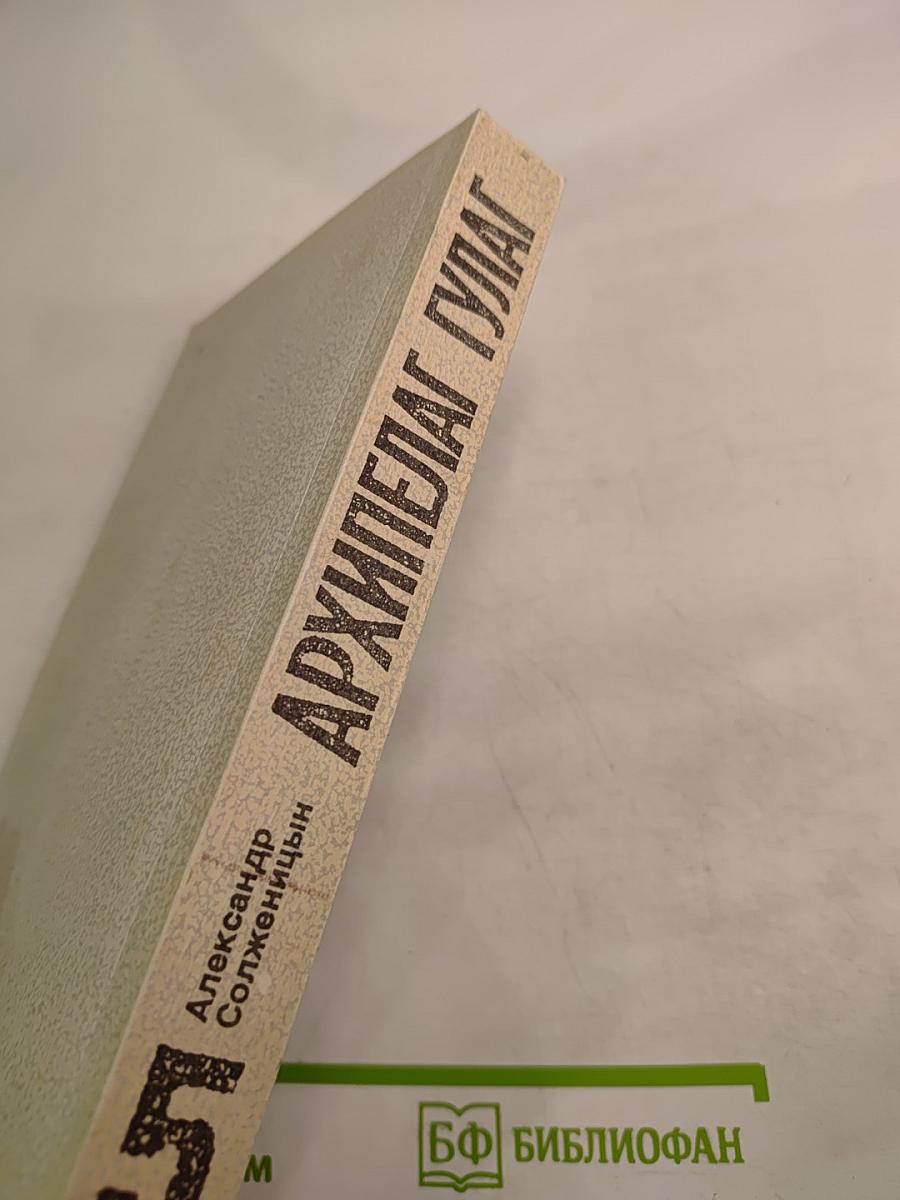 АРХИПЕЛАГ ГУЛАГ
Александр
Солженицын
5
м
БФ БИБЛИОФАН